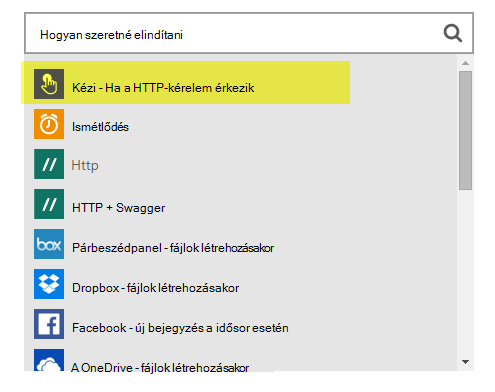 Hogyan szeretné elindítani
Kézi - Ha a HTTP-kérelem érkezik
Ismétlődés
// Http
// HTTP + Swagger
box Párbeszédpanel - fájlok létrehozásakor
Dropbox - fájlok létrehozásakor
f Facebook - új bejegyzés a idősor esetén
A OneDrive - fájlok létrehozásakor